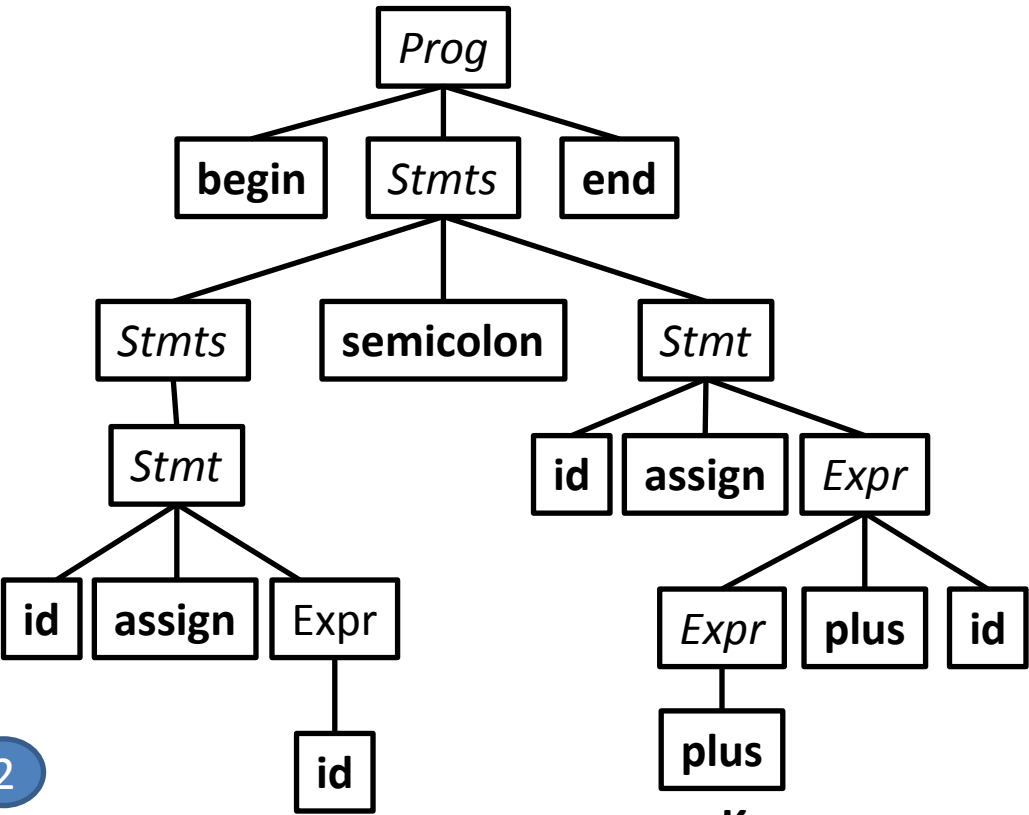 Prog
begin Stmts end
Stmts semicolon Stmt
Stmt
id assign Expr
id assign Expr
Expr plus id
id
plus
2